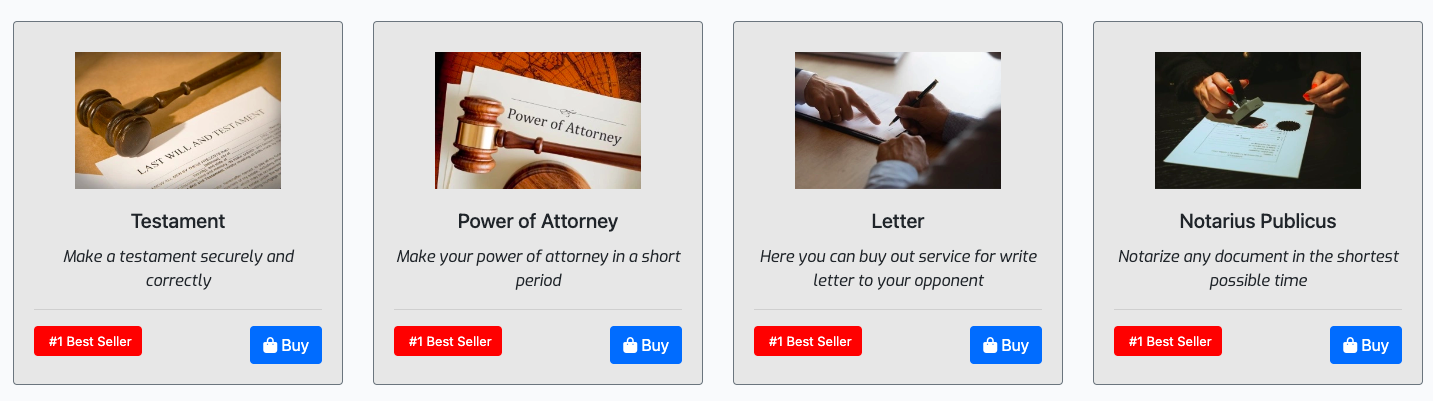 LAST WILL AND TESTAMENT
Testament
Make a testament securely and
correctly
#1 Best Seller
Buy
Power of Attorney
Power of Attorney
Make your power of attorney in a short
period
#1 Best Seller
Buy
Letter
Here you can buy out service for write
letter to your opponent
#1 Best Seller
Buy
Notarius Publicus
Notarize any document in the shortest
possible time
#1 Best Seller
Buy